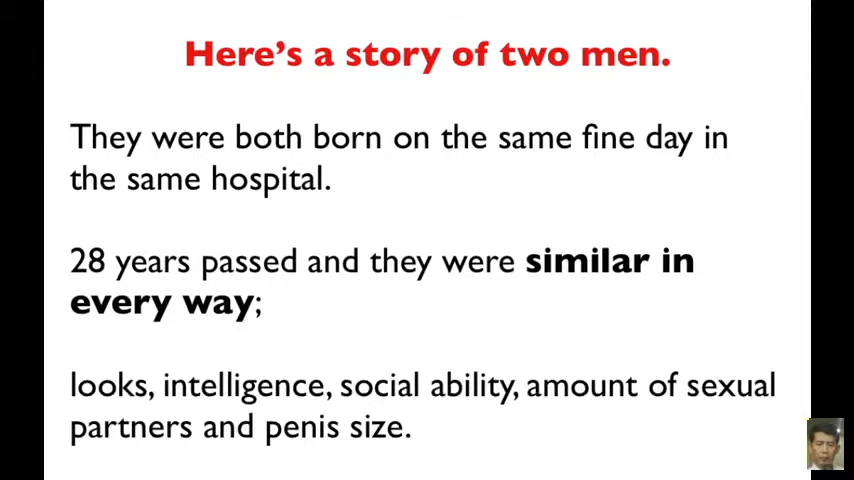 Here's a story of two men.
They were both born on the same fine day in
the same hospital.
28 years passed and they were similar in
every way;
looks, intelligence, social ability, amount of sexual
partners and penis size.